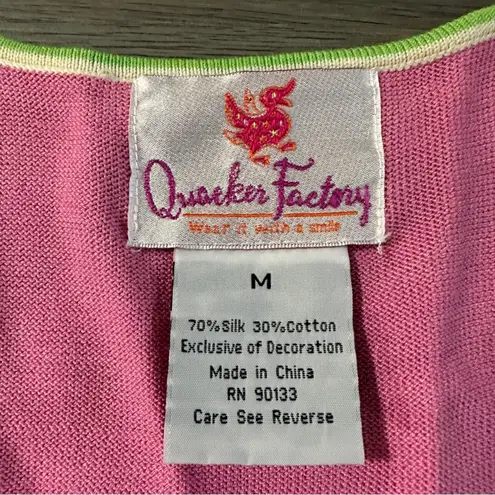 Quacker Factory
Wear it with a smile
M
70%Silk 30%Cotton
Exclusive of Decoration
Made in China
RN 90133
Care See Reverse